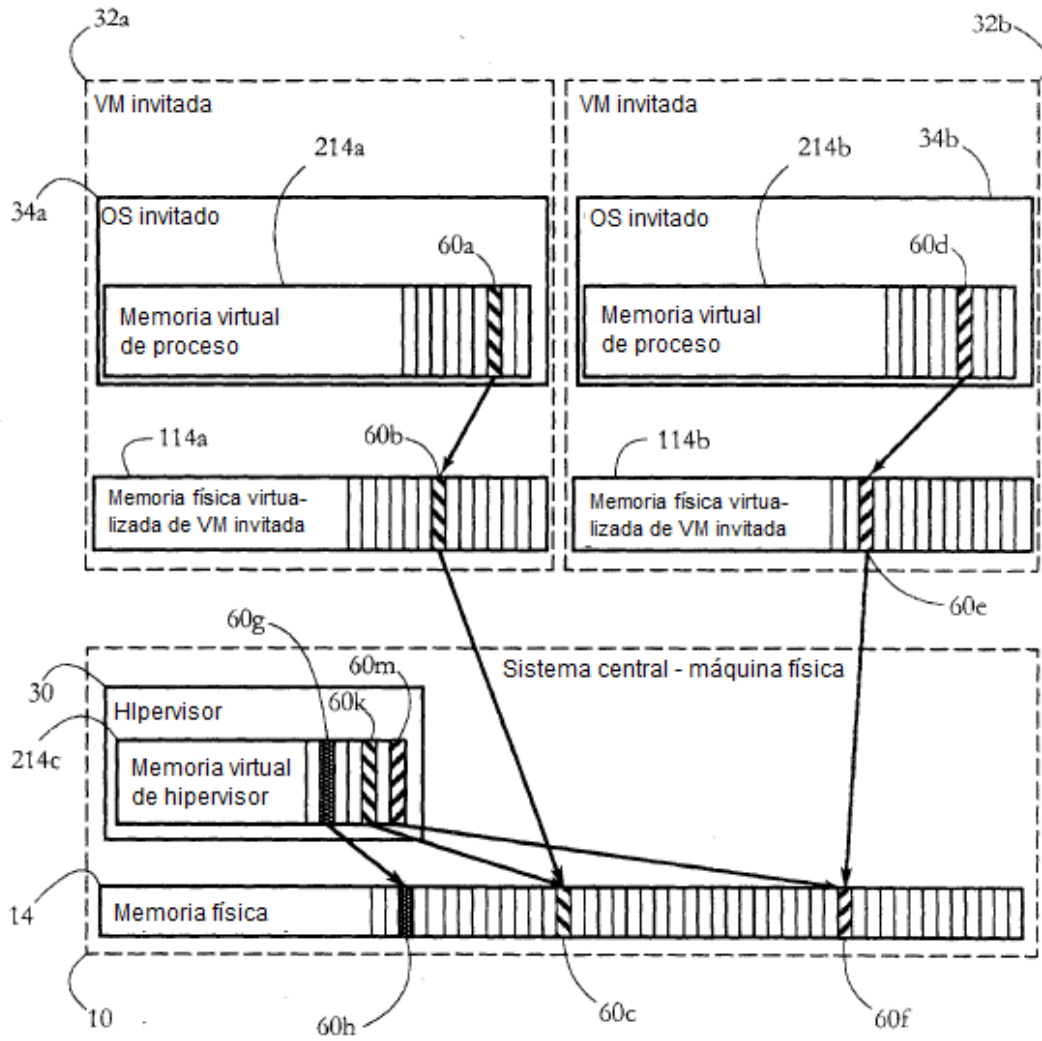 32a
32b
VM invitada
VM invitada
214a
214b
34b
34a
OS invitado
OS invitado
60a
60d
Memoria virtual
de proceso
Memoria virtual
de proceso
114a
60b
114b
Memoria física virtua-
lizada de VM invitada
Memoria física virtua-
lizada de VM invitada
60e
60g
60m
Sistema central - máquina física
30
60k
HIpervisor
214c
Memoria virtual
de hipervisor
14
Memoria física
10
60h
60c
60f